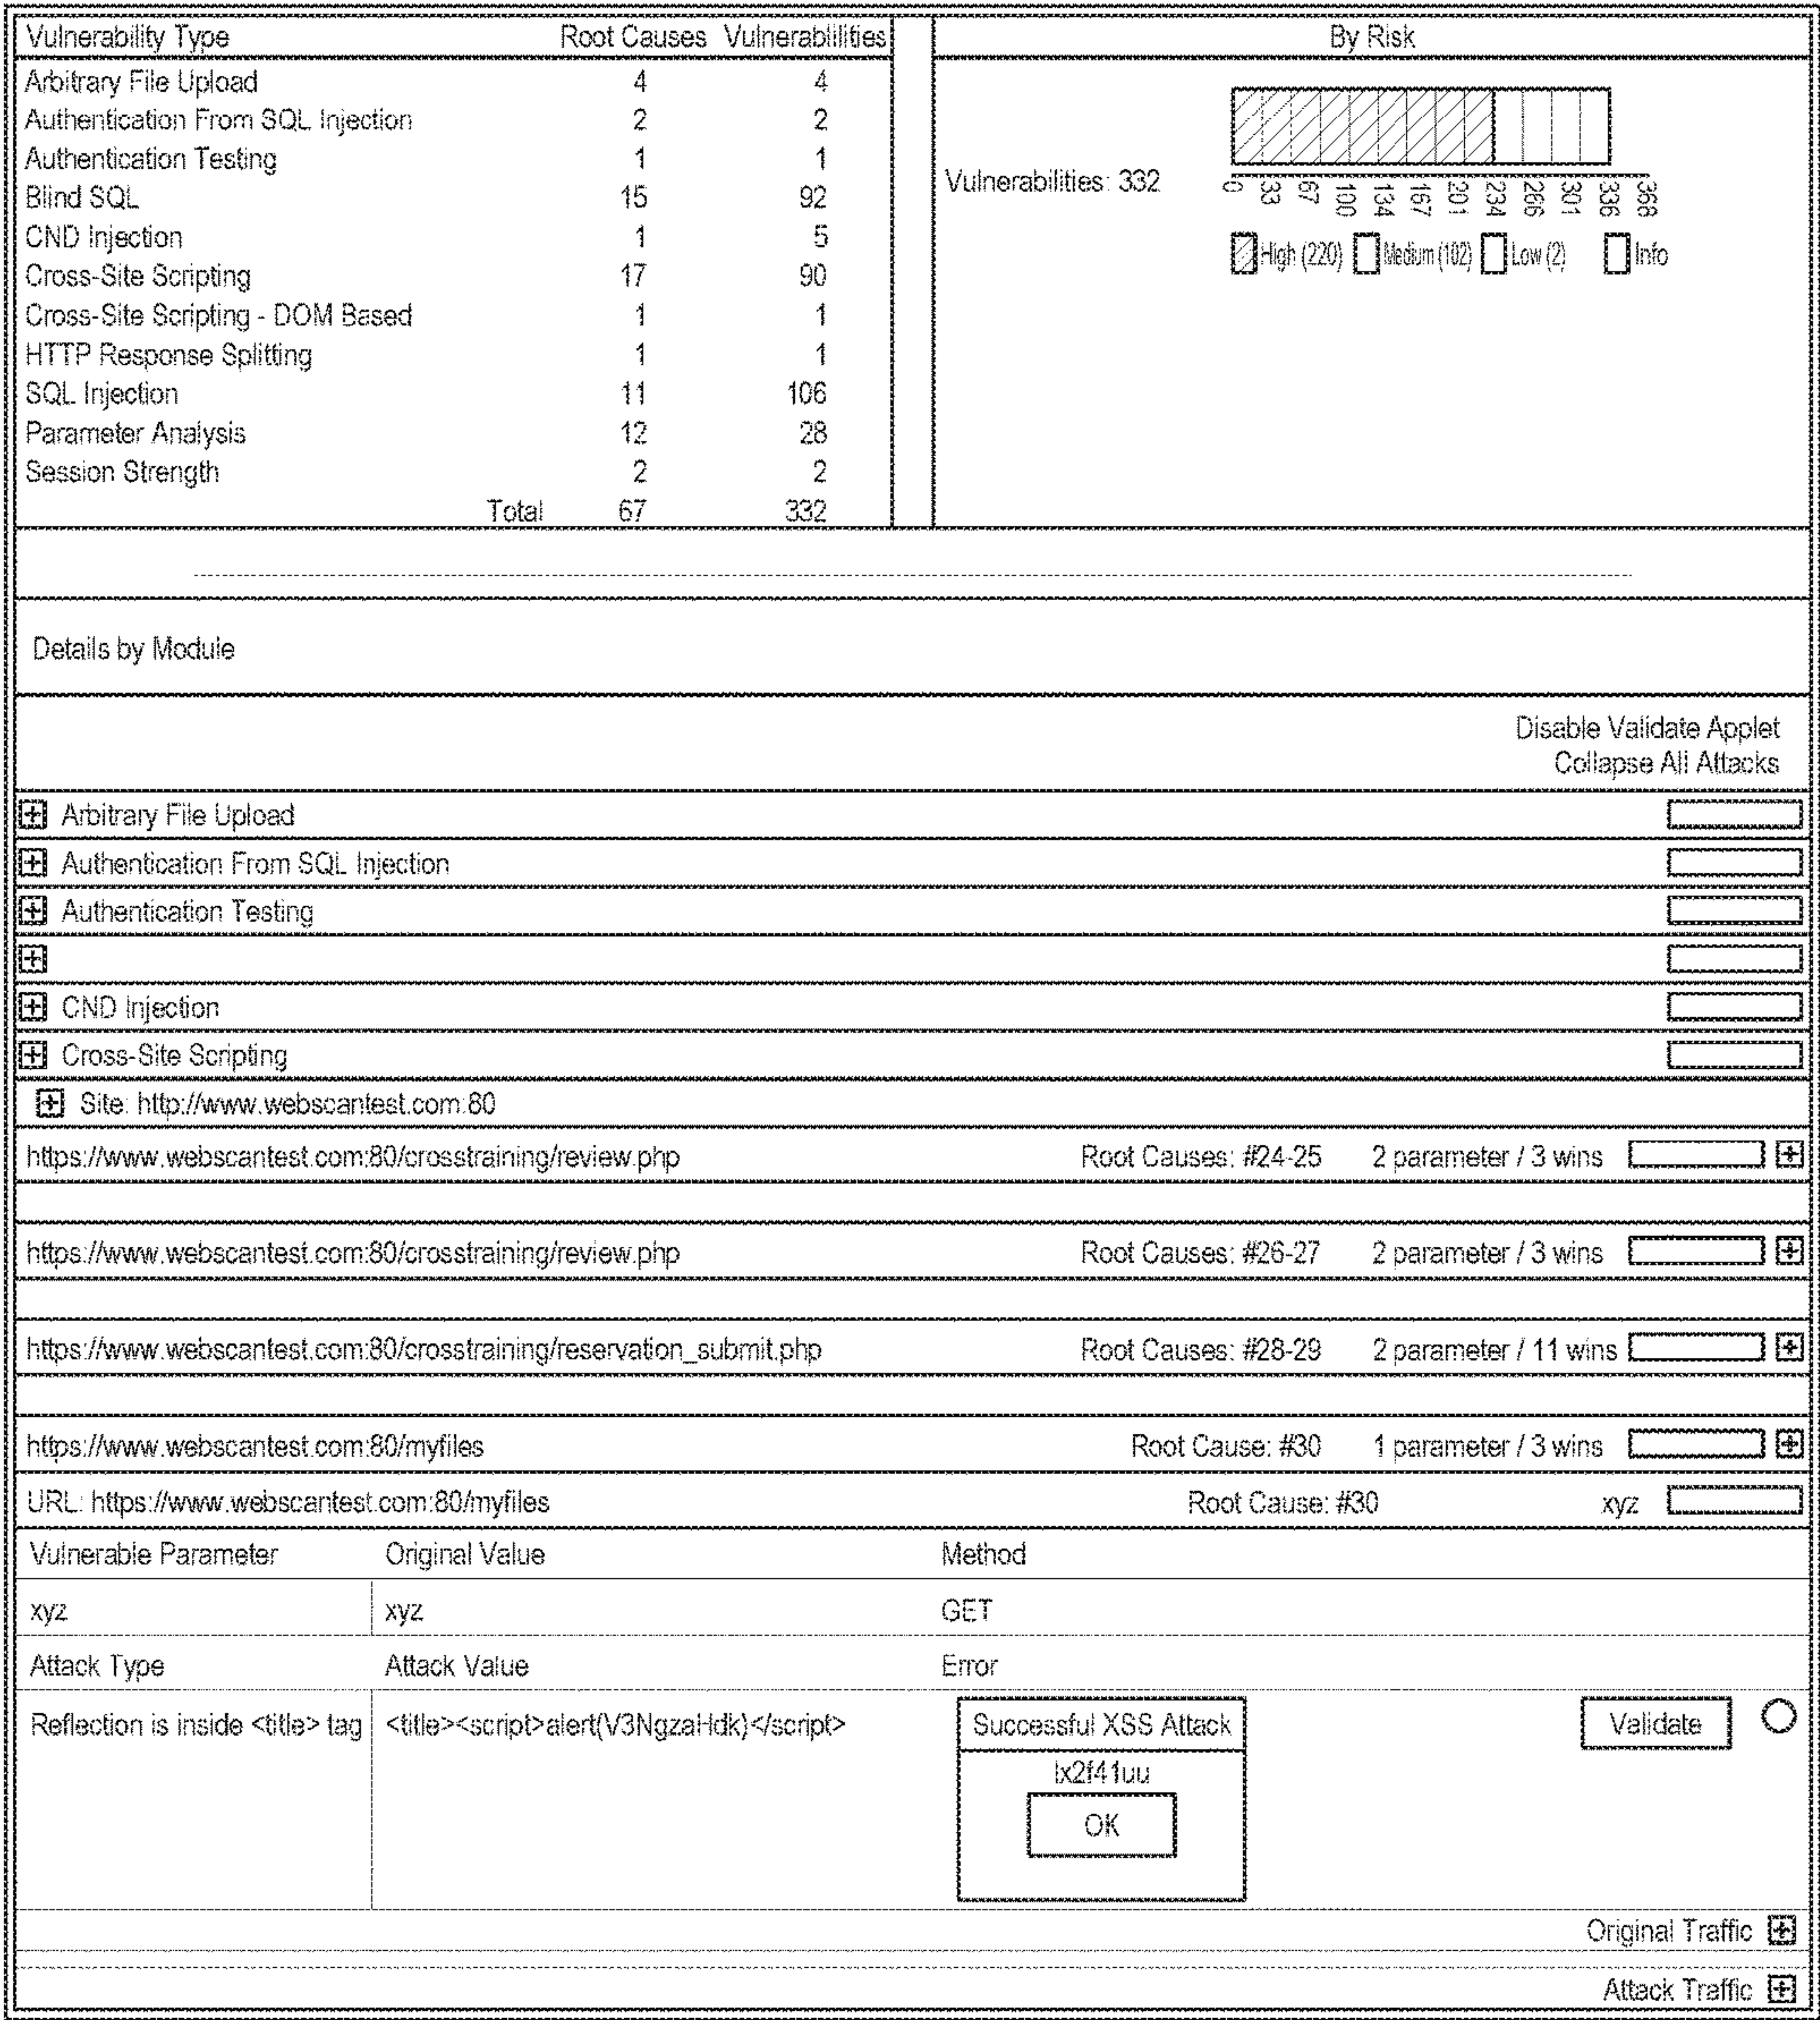 Vulnerability Type Root Causes Vulnerablilities
Arbitrary File Upload 4 4
Authentication From SQL Injection 2 2
Authentication Testing 1 1
Blind SQL 15 92
CND Injection 1 5
Cross-Site Scripting 17 90
Cross-Site Scripting - DOM Based 1 1
HTTP Response Splitting 1 1
SQL Injection 11 106
Parameter Analysis 12 28
Session Strength 2 2
Total 67 332
By Risk
Vulnerabilities: 332
0 33 67 100 134 167 201 234 266 301 336 368
High (220) Medium (102) Low (2) Info
Details by Module
Disable Validate Applet
Collapse All Attacks
Arbitrary File Upload
Authentication From SQL Injection
Authentication Testing
CND Injection
Cross-Site Scripting
Site: http://www.webscantest.com:80
https://www.webscantest.com:80/crosstraining/review.php Root Causes: #24-25 2 parameter / 3 wins
https://www.webscantest.com:80/crosstraining/review.php Root Causes: #26-27 2 parameter / 3 wins
https://www.webscantest.com:80/crosstraining/reservation_submit.php Root Causes: #28-29 2 parameter / 11 wins
https://www.webscantest.com:80/myfiles Root Cause: #30 1 parameter / 3 wins
URL: https://www.webscantest.com:80/myfiles Root Cause: #30 xyz
Vulnerable Parameter Original Value Method
xyz xyz GET
Attack Type Attack Value Error
Reflection is inside <title> tag <title><script>alert(V3NgzaHdk)</script> Successful XSS Attack Validate
lx2f41uu
OK
Original Traffic
Attack Traffic